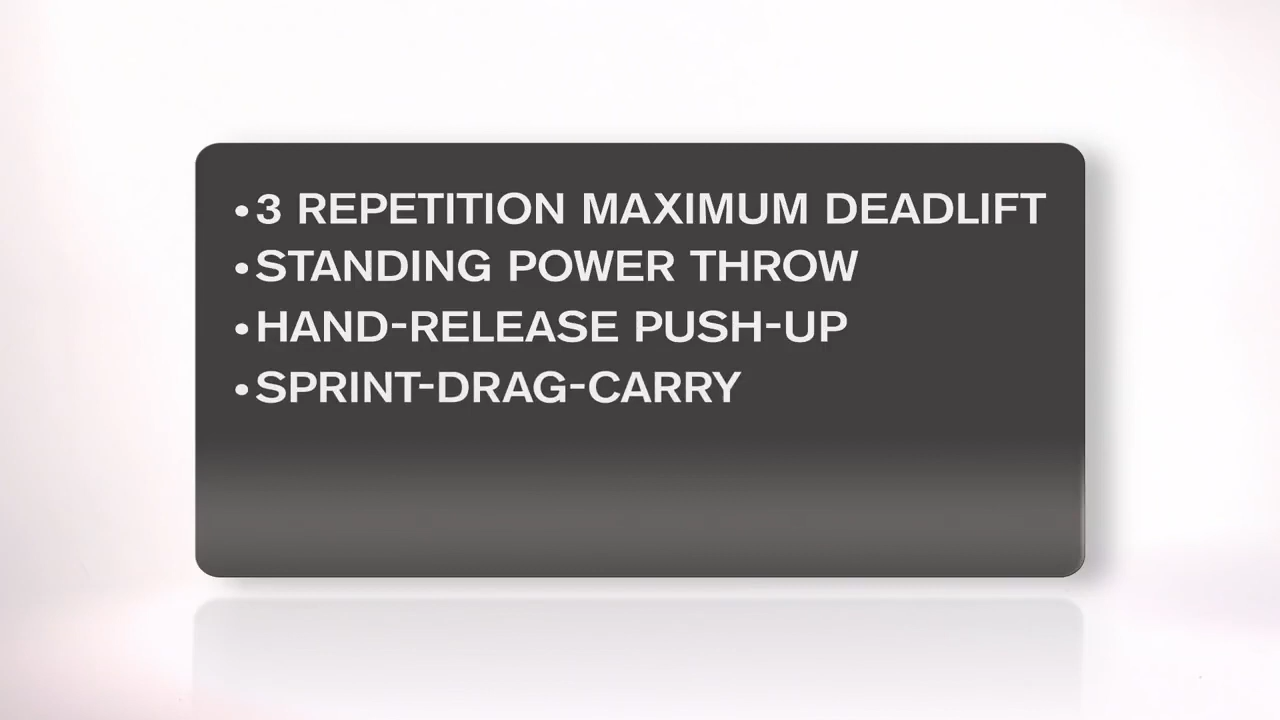 •3 REPETITION MAXIMUM DEADLIFT
•STANDING POWER THROW
•HAND-RELEASE PUSH-UP
•SPRINT-DRAG-CARRY